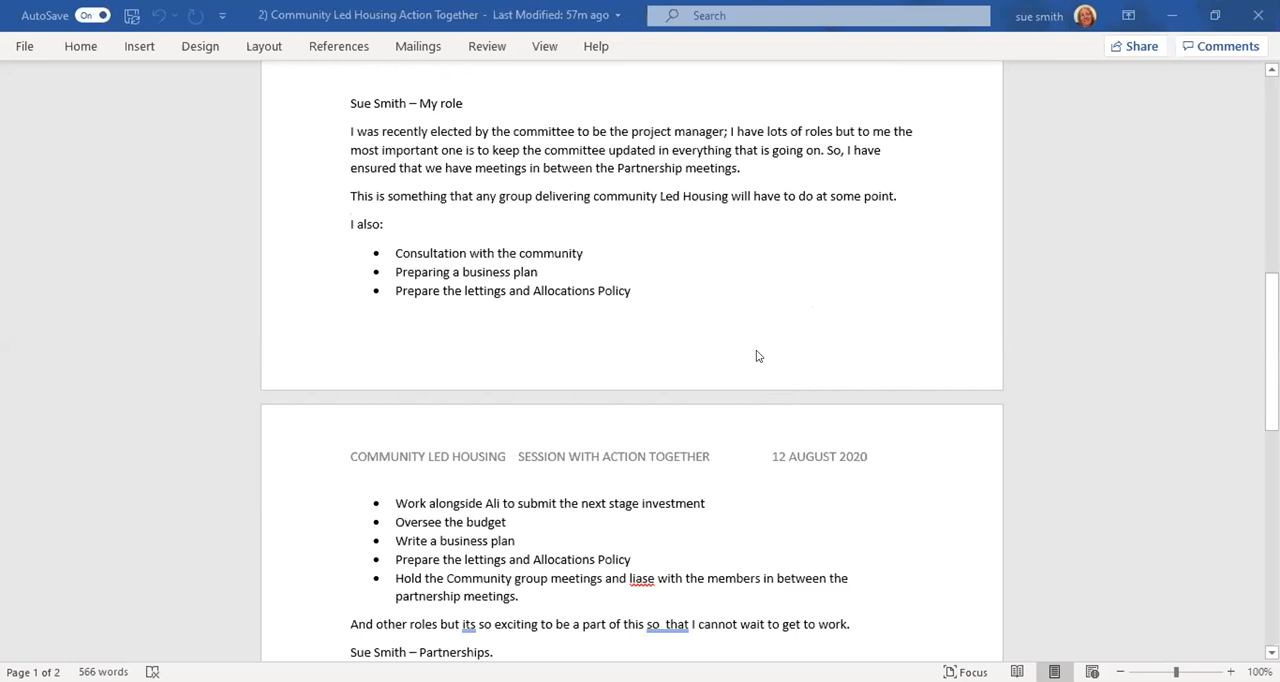 AutoSave On 2) Community Led Housing Action Together - Last Modified: 57m ago Search sue smith
File Home Insert Design Layout References Mailings Review View Help Share Comments
Sue Smith – My role
I was recently elected by the committee to be the project manager; I have lots of roles but to me the
most important one is to keep the committee updated in everything that is going on. So, I have
ensured that we have meetings in between the Partnership meetings.
This is something that any group delivering community Led Housing will have to do at some point.
I also:
• Consultation with the community
• Preparing a business plan
• Prepare the lettings and Allocations Policy
COMMUNITY LED HOUSING SESSION WITH ACTION TOGETHER 12 AUGUST 2020
• Work alongside Ali to submit the next stage investment
• Oversee the budget
• Write a business plan
• Prepare the lettings and Allocations Policy
• Hold the Community group meetings and liase with the members in between the
partnership meetings.
And other roles but its so exciting to be a part of this so that I cannot wait to get to work.
Sue Smith – Partnerships.
Page 1 of 2 566 words Focus 100%